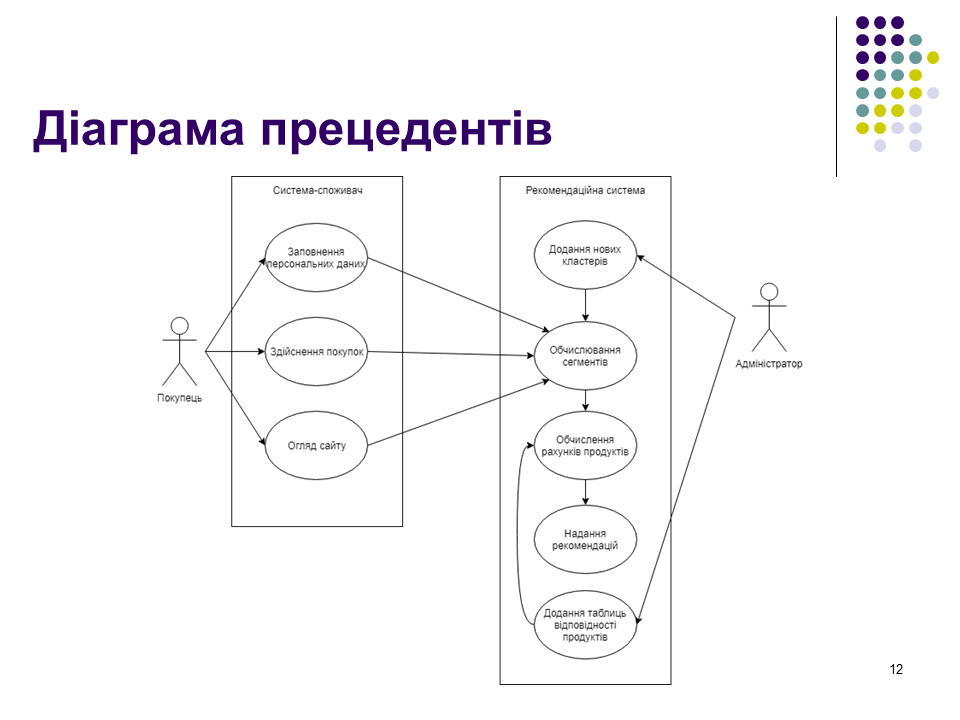 Діаграма прецедентів
Система-споживач
Заповнення
персональних даних
Здійснення покупок
Огляд сайту
Покупець
Рекомендаційна система
Додання нових
кластерів
Обчислювання
сегментів
Обчислення
рахунків продуктів
Надання
рекомендацій
Додання таблиць
відповідності
продуктів
Адміністратор
12